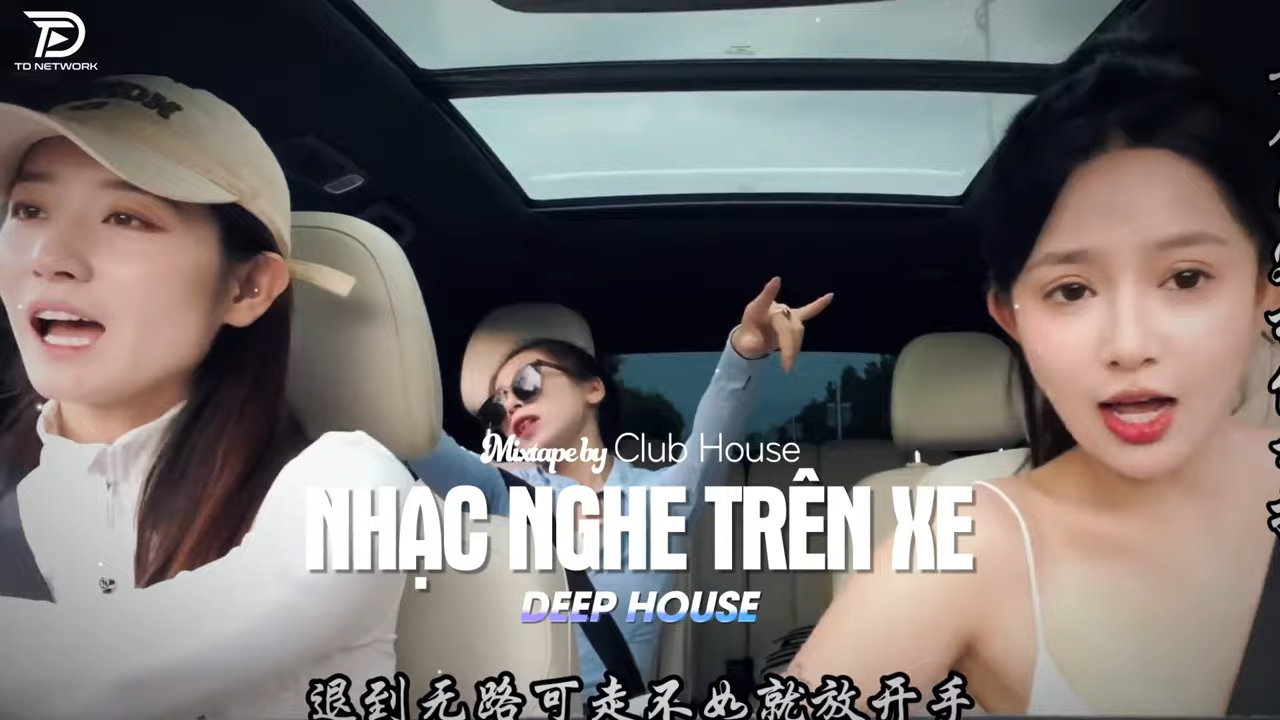 TD NETWORK
Mixtape by Club House
NHẠC NGHE TRÊN XE
DEEP HOUSE
退到无路可走不如就放开手